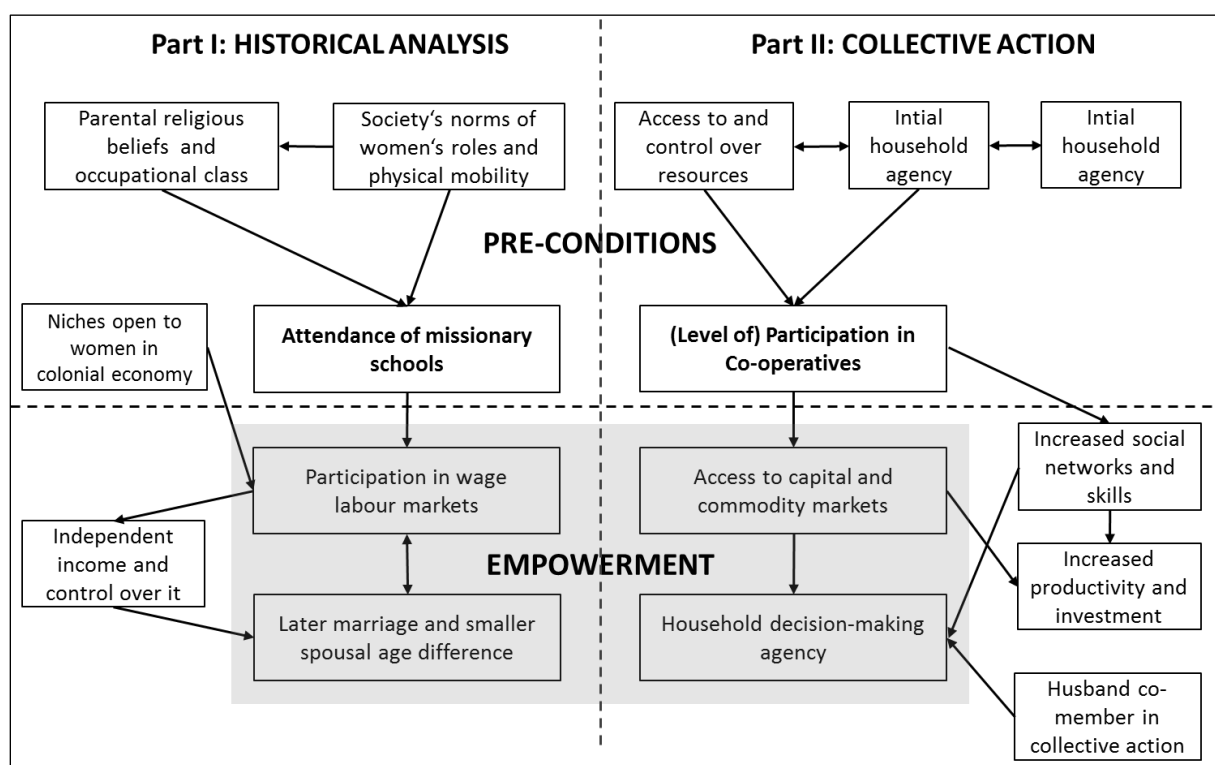 Part I: HISTORICAL ANALYSIS
Part II: COLLECTIVE ACTION
Parental religious
beliefs and
occupational class
Society‘s norms of
women‘s roles and
physical mobility
Access to and
control over
resources
Intial
household
agency
Intial
household
agency
PRE-CONDITIONS
Niches open to
women in
colonial economy
Attendance of missionary
schools
(Level of) Participation in
Co-operatives
Participation in wage
labour markets
Access to capital and
commodity markets
Increased social
networks and
skills
Independent
income and
control over it
EMPOWERMENT
Increased
productivity and
investment
Later marriage and smaller
spousal age difference
Household decision-making
agency
Husband co-
member in
collective action